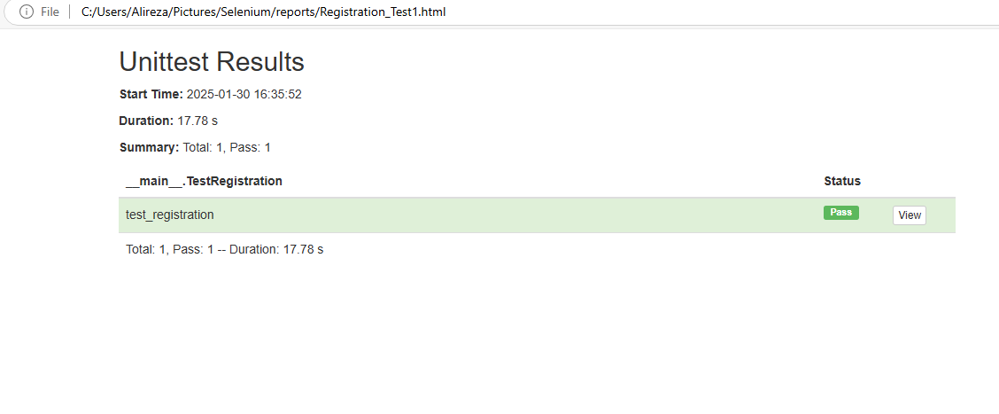 File C:/Users/Alireza/Pictures/Selenium/reports/Registration_Test1.html
Unittest Results
Start Time: 2025-01-30 16:35:52
Duration: 17.78 s
Summary: Total: 1, Pass: 1
__main__.TestRegistration Status
test_registration Pass View
Total: 1, Pass: 1 -- Duration: 17.78 s